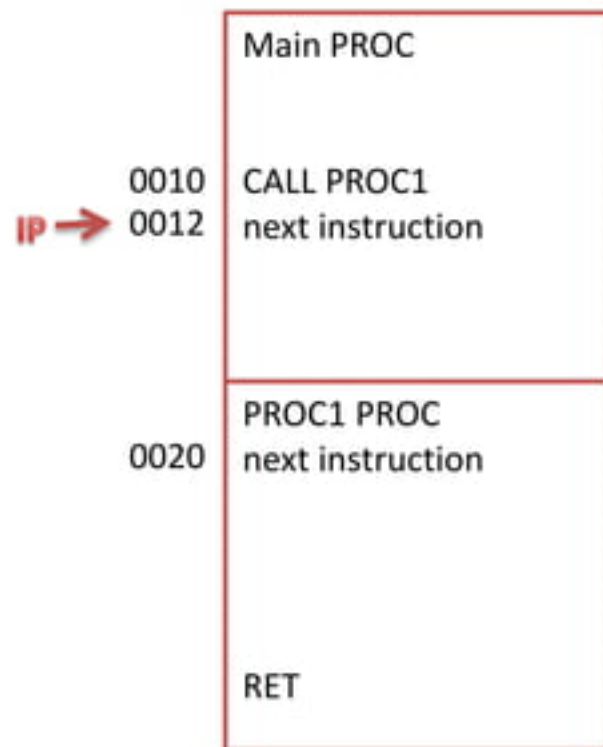 Main PROC
0010 CALL PROC1
IP 0012 next instruction
PROC1 PROC
0020 next instruction
RET